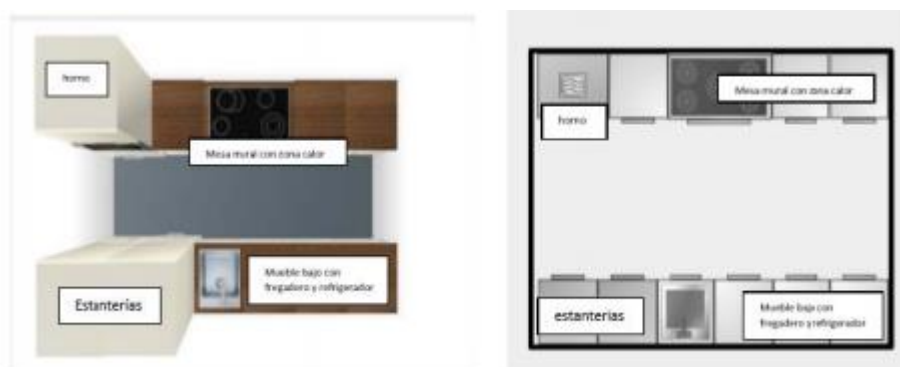 horno
Mesa mural con zona calor
Estanterías
Mueble bajo con
fregadero y refrigerador
horno
Mesa mural con zona calor
estanterias
Mueble bajo con
fregadero y refrigerador